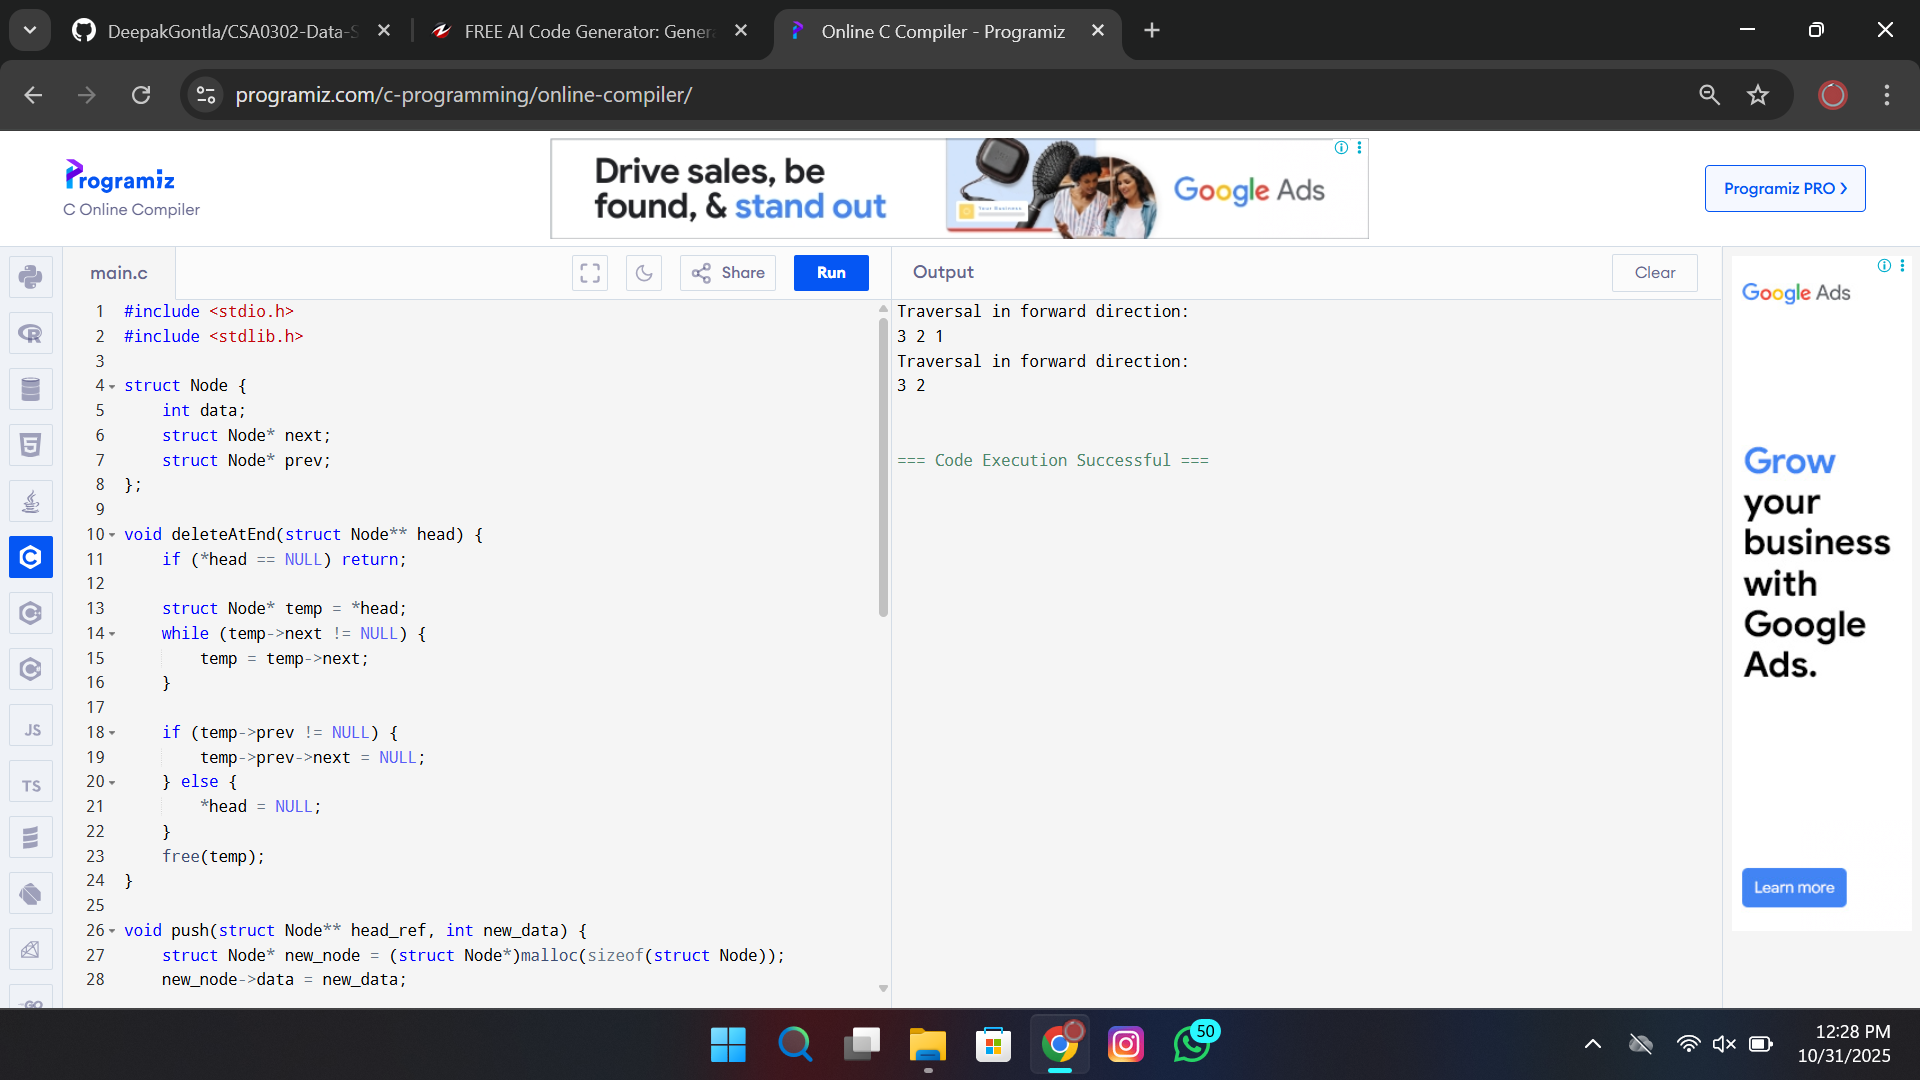 DeepakGontla/CSA0302-Data-S
FREE AI Code Generator: Genera
Online C Compiler - Programiz
programiz.com/c-programming/online-compiler/
Programiz
C Online Compiler
Drive sales, be
found, & stand out
Your Business
Google Ads
Programiz PRO
main.c
Share
Run
Output
Clear
1 #include <stdio.h>
2 #include <stdlib.h>
3
4 struct Node {
5 int data;
6 struct Node* next;
7 struct Node* prev;
8 };
9
10 void deleteAtEnd(struct Node** head) {
11 if (*head == NULL) return;
12
13 struct Node* temp = *head;
14 while (temp->next != NULL) {
15 temp = temp->next;
16 }
17
18 if (temp->prev != NULL) {
19 temp->prev->next = NULL;
20 } else {
21 *head = NULL;
22 }
23 free(temp);
24 }
25
26 void push(struct Node** head_ref, int new_data) {
27 struct Node* new_node = (struct Node*)malloc(sizeof(struct Node));
28 new_node->data = new_data;
Traversal in forward direction:
3 2 1
Traversal in forward direction:
3 2
=== Code Execution Successful ===
Google Ads
Grow
your
business
with
Google
Ads.
Learn more
JS
TS
GO
50
12:28 PM
10/31/2025